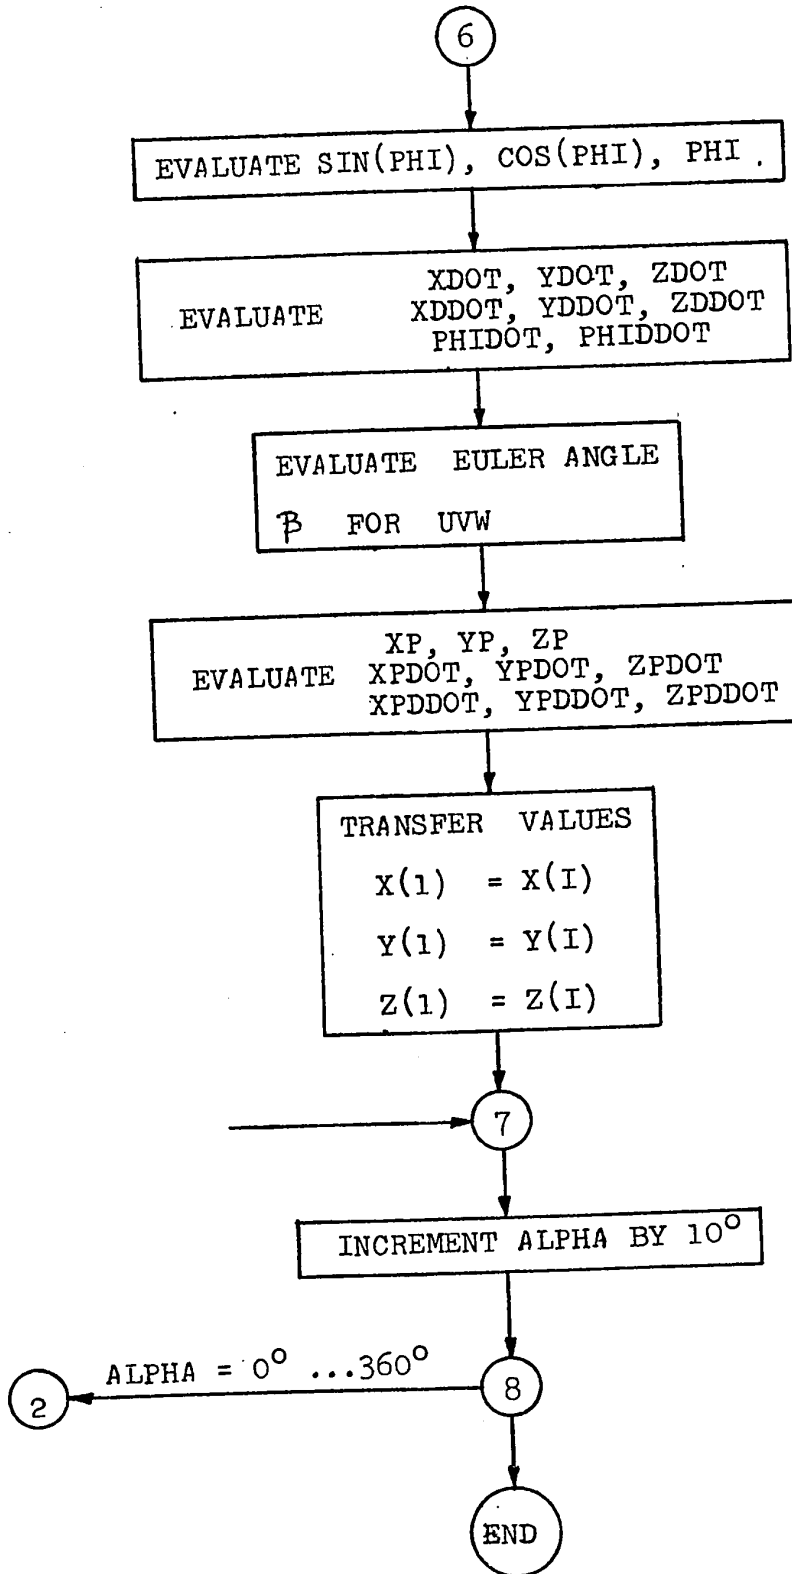 6
EVALUATE SIN(PHI), COS(PHI), PHI .
XDOT, YDOT, ZDOT
EVALUATE XDDOT, YDDOT, ZDDOT
PHIDOT, PHIDDOT
EVALUATE EULER ANGLE
β FOR UVW
XP, YP, ZP
EVALUATE XPDOT, YPDOT, ZPDOT
XPDDOT, YPDDOT, ZPDDOT
TRANSFER VALUES
X(1) = X(I)
Y(1) = Y(I)
Z(1) = Z(I)
7
INCREMENT ALPHA BY 10°
ALPHA = 0° ...360°
8
2
END